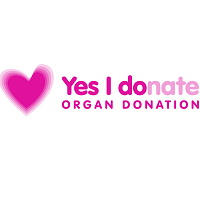 Yes I donate
ORGAN DONATION